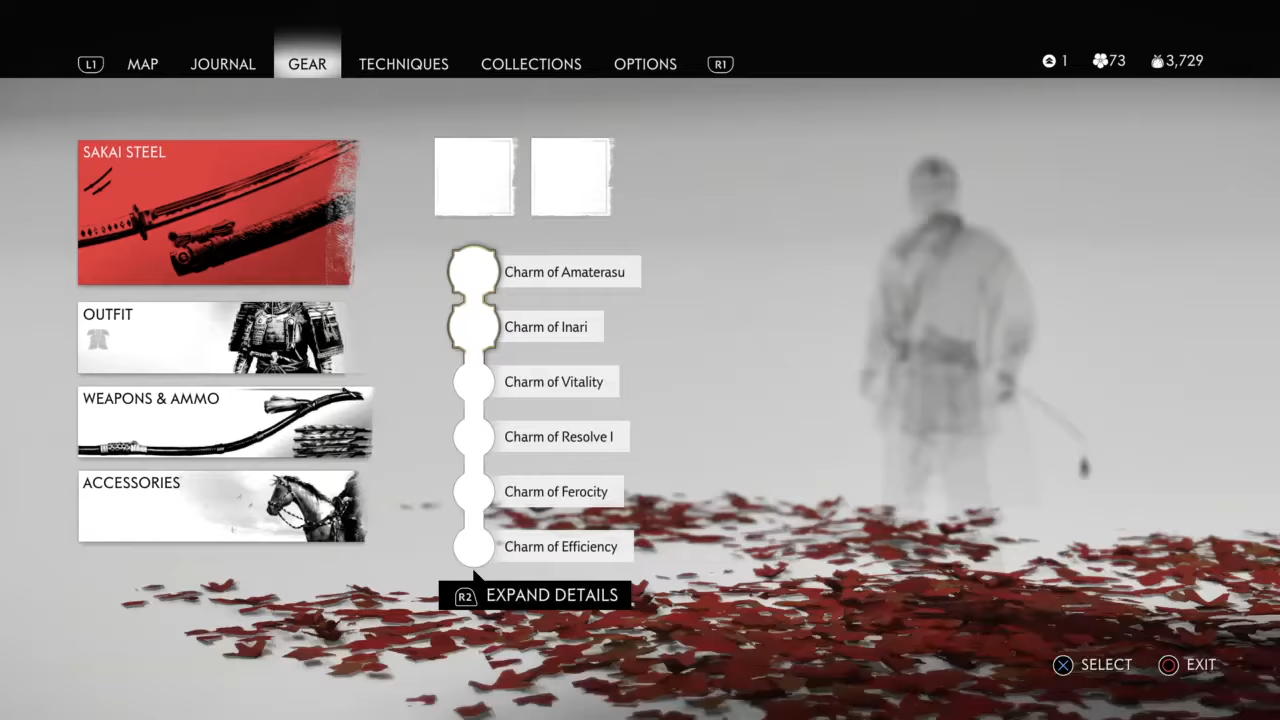 L1 MAP JOURNAL GEAR TECHNIQUES COLLECTIONS OPTIONS R1 1 73 3,729
SAKAI STEEL
OUTFIT
WEAPONS & AMMO
ACCESSORIES
Charm of Amaterasu
Charm of Inari
Charm of Vitality
Charm of Resolve I
Charm of Ferocity
Charm of Efficiency
R2 EXPAND DETAILS
SELECT EXIT